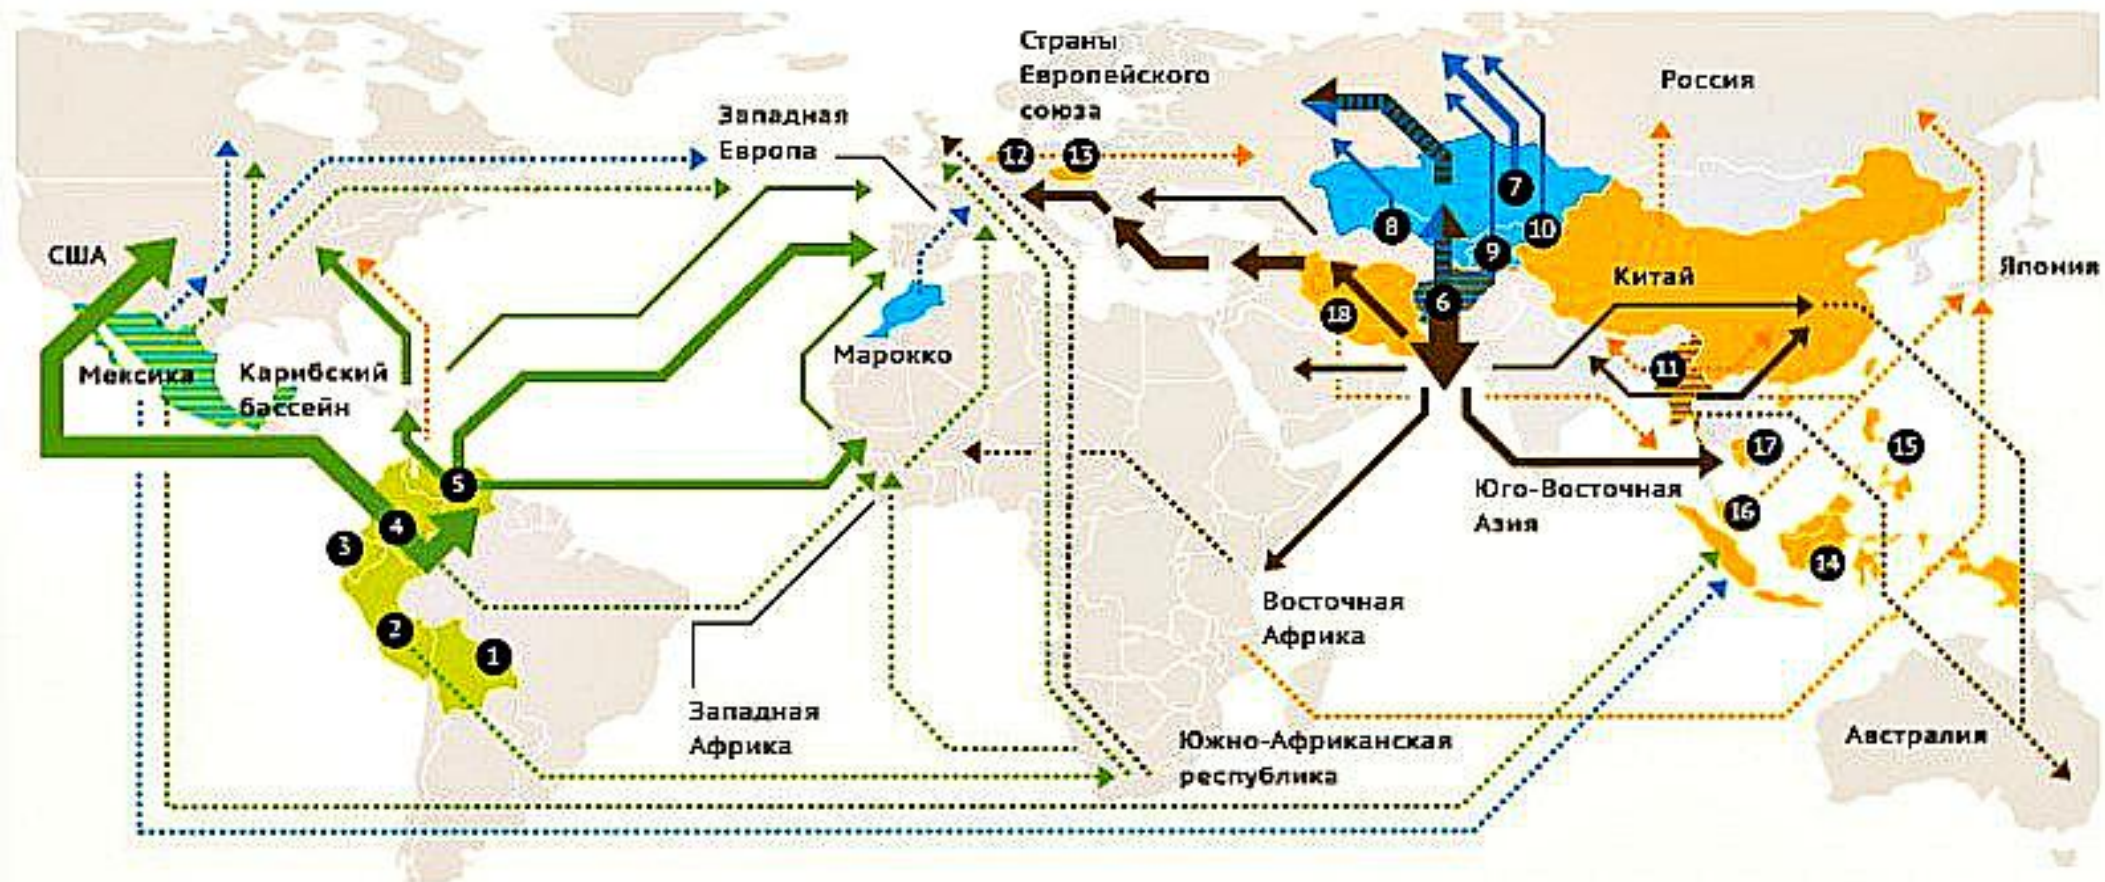 Страны
Европейского
союза
Россия
Западная
Европа
12
13
7
8
10
9
США
Китай
Япония
6
18
Марокко
Мексика
Карибский
бассейн
11
17
15
5
Юго-Восточная
Азия
16
4
3
14
Восточная
Африка
2
1
Западная
Африка
Южно-Африканская
республика
Австралия